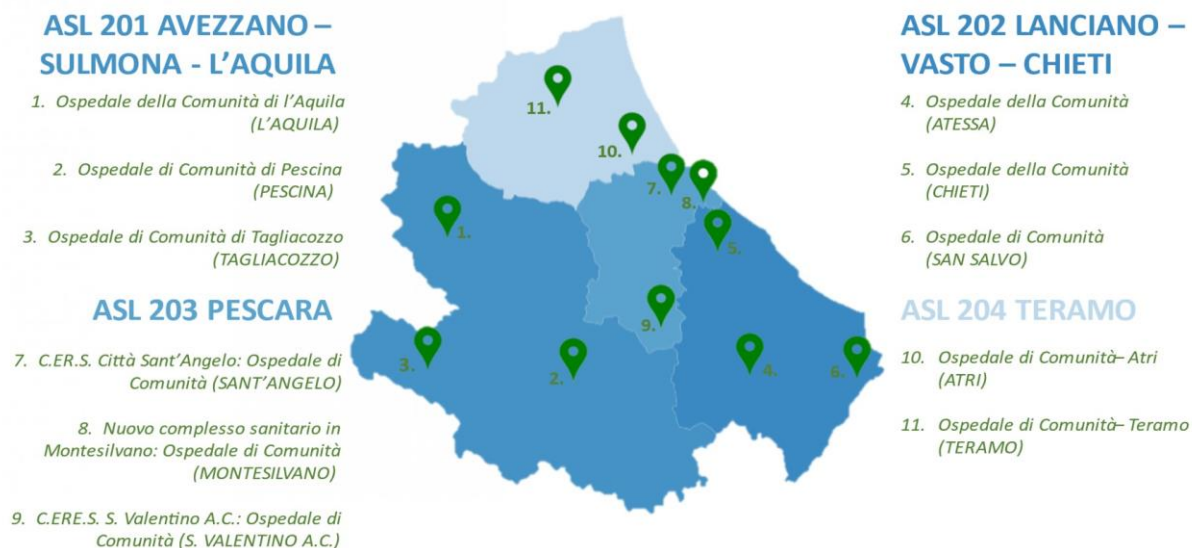 ASL 201 AVEZZANO –
SULMONA - L'AQUILA
1. Ospedale della Comunità di l'Aquila
(L'AQUILA)
2. Ospedale di Comunità di Pescina
(PESCINA)
3. Ospedale di Comunità di Tagliacozzo
(TAGLIACOZZO)
ASL 203 PESCARA
7. C.ER.S. Città Sant'Angelo: Ospedale di
Comunità (SANT'ANGELO)
8. Nuovo complesso sanitario in
Montesilvano: Ospedale di Comunità
(MONTESILVANO)
9. C.ERE.S. S. Valentino A.C.: Ospedale di
Comunità (S. VALENTINO A.C.)
11.
10.
7.
8.
1.
5.
9.
3.
2.
4.
6.
ASL 202 LANCIANO –
VASTO – CHIETI
4. Ospedale della Comunità
(ATESSA)
5. Ospedale della Comunità
(CHIETI)
6. Ospedale di Comunità
(SAN SALVO)
ASL 204 TERAMO
10. Ospedale di Comunità– Atri
(ATRI)
11. Ospedale di Comunità– Teramo
(TERAMO)